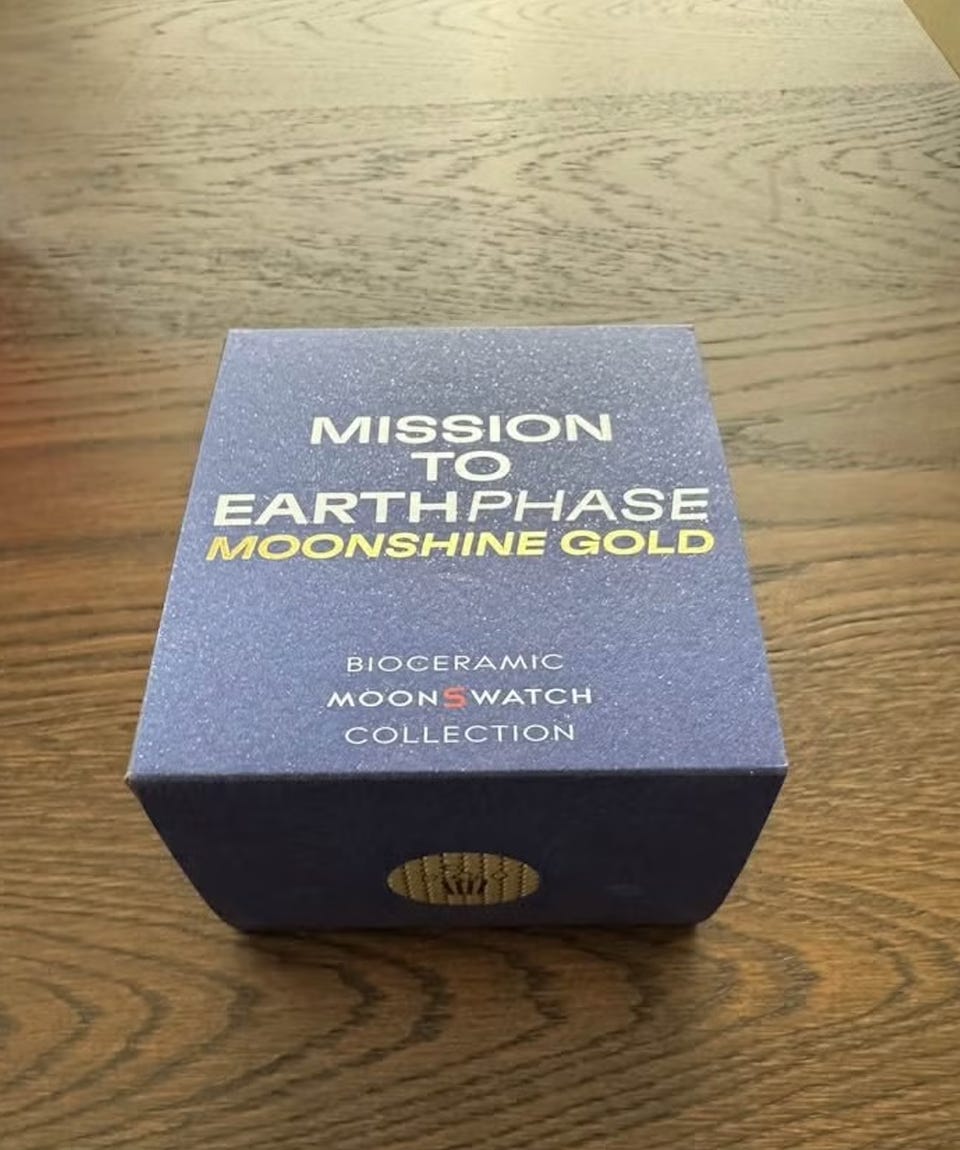 MISSION
TO
EARTHPHASE
MOONSHINE GOLD
BIOCERAMIC
MOONSWATCH
COLLECTION